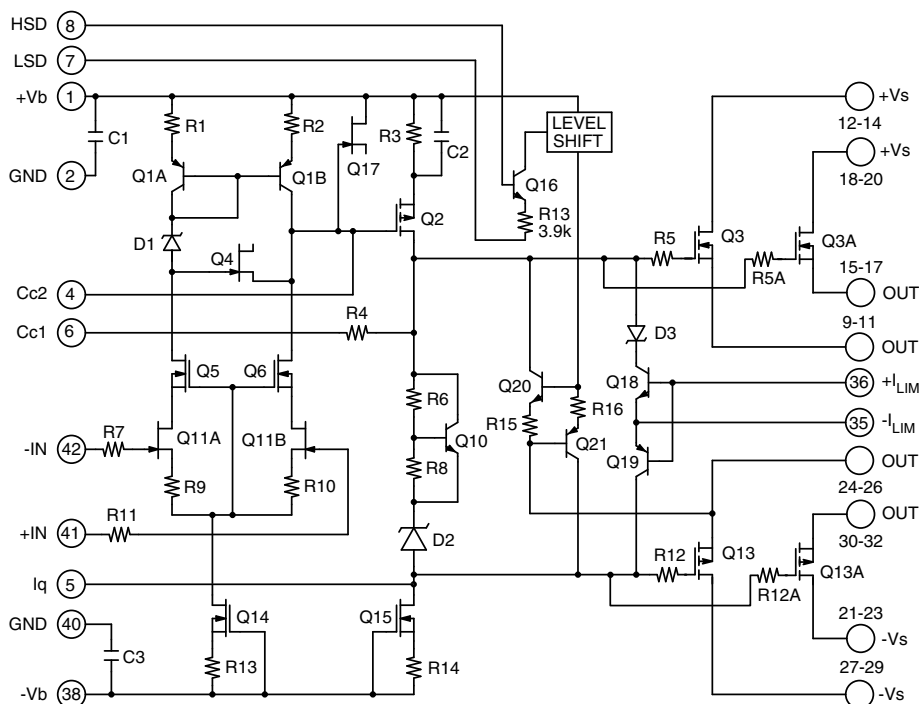 HSD 8
LSD 7
+Vb 1
+Vs
12-14
R1
R2
R3
C2
LEVEL
SHIFT
C1
Q17
GND 2
Q1A
Q1B
Q16
+Vs
18-20
Q2
R13
3.9k
D1
Q4
R5
Q3
Q3A
R5A
15-17
OUT
Cc2 4
9-11
Cc1 6
R4
D3
OUT
Q5
Q6
Q20
Q18
36 +ILIM
R6
R15
R16
35 -ILIM
-IN 42
R7
Q11A
Q11B
Q10
Q21
Q19
R8
OUT
24-26
R9
R10
+IN 41
R11
OUT
30-32
D2
R12
Q13
Q13A
Iq 5
R12A
GND 40
Q14
Q15
21-23
-Vs
C3
R13
R14
27-29
-Vb 38
-Vs